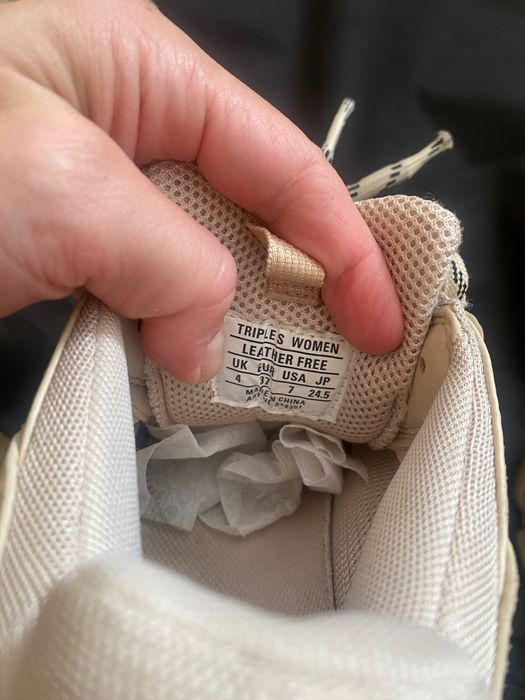 TRIPLE S WOMEN
LEATHER FREE
UK EUR USA JP
4 37 7 24.5
MADE IN CHINA